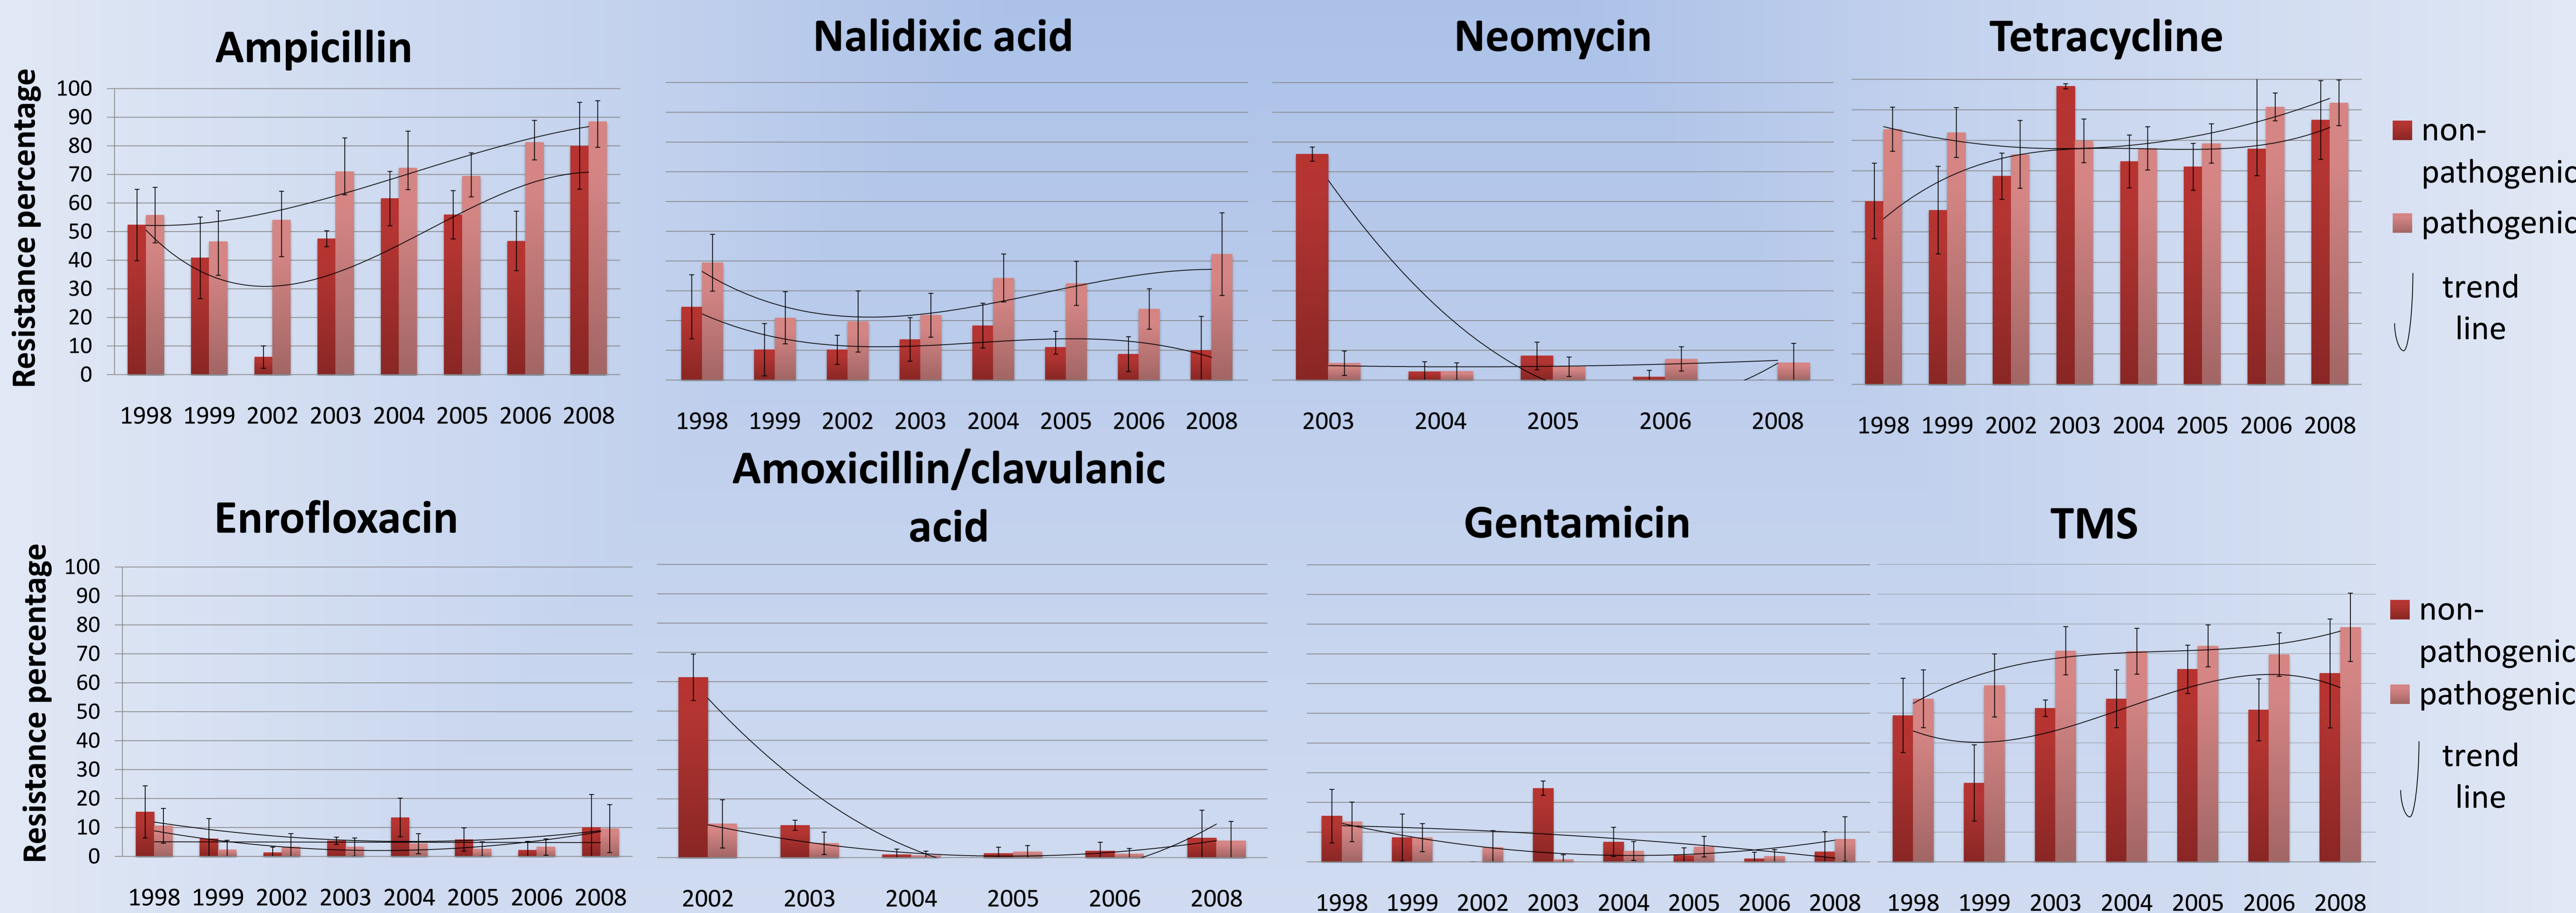 Ampicillin
Resistance percentage
100
90
80
70
60
50
40
30
20
10
0
1998 1999 2002 2003 2004 2005 2006 2008
Nalidixic acid
1998 1999 2002 2003 2004 2005 2006 2008
Neomycin
2003 2004 2005 2006 2008
Tetracycline
1998 1999 2002 2003 2004 2005 2006 2008
non-
pathogenic
pathogenic
trend
line
Enrofloxacin
Resistance percentage
100
90
80
70
60
50
40
30
20
10
0
1998 1999 2002 2003 2004 2005 2006 2008
Amoxicillin/clavulanic
acid
2002 2003 2004 2005 2006 2008
Gentamicin
1998 1999 2002 2003 2004 2005 2006 2008
TMS
1998 1999 2003 2004 2005 2006 2008
non-
pathogenic
pathogenic
trend
line